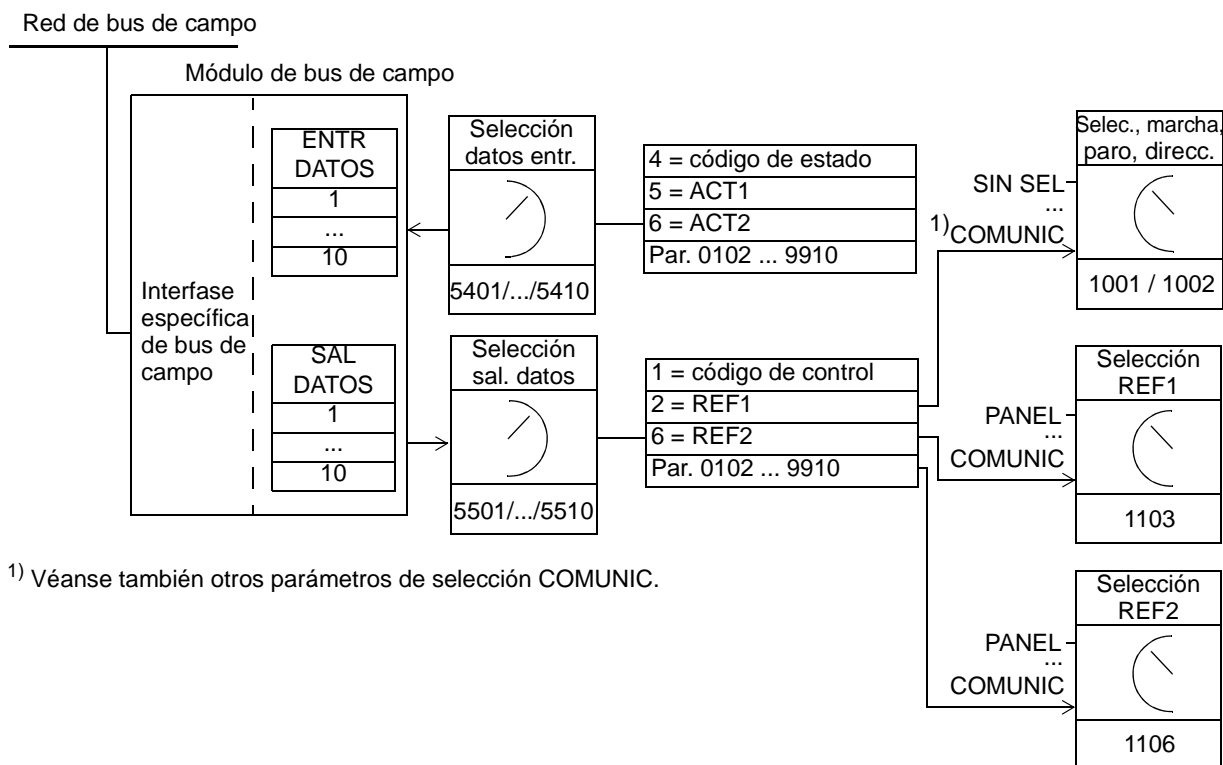 Red de bus de campo
Módulo de bus de campo
Interfase
específica
de bus de
campo
ENTR
DATOS
1
...
10
SAL
DATOS
1
...
10
Selección
datos entr.
5401/.../5410
Selección
sal. datos
5501/.../5510
4 = código de estado
5 = ACT1
6 = ACT2
Par. 0102 ... 9910
1 = código de control
2 = REF1
6 = REF2
Par. 0102 ... 9910
SIN SEL
...
1)COMUNIC
Selec., marcha,
paro, direcc.
1001 / 1002
PANEL
...
COMUNIC
Selección
REF1
1103
PANEL
...
COMUNIC
Selección
REF2
1106
1) Véanse también otros parámetros de selección COMUNIC.